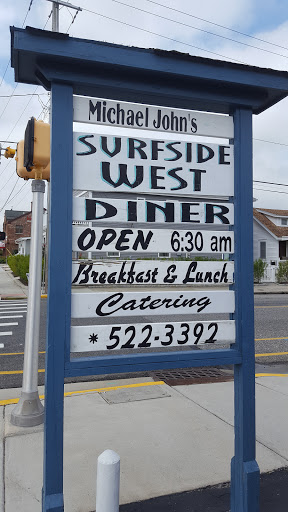 Michael John's
SURFSIDE
WEST
DINER
OPEN 6:30 am
Breakfast & Lunch
Catering
* 522-3392